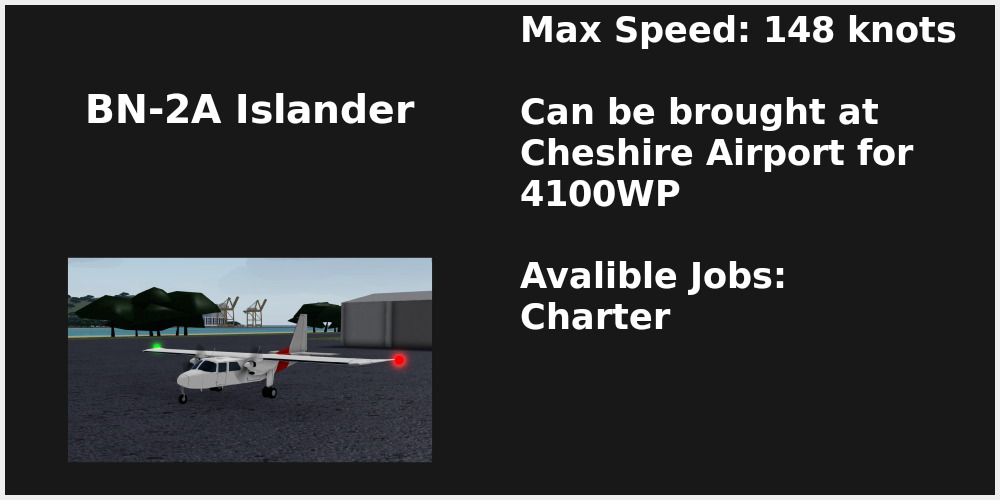 BN-2A Islander
Max Speed: 148 knots
Can be brought at
Cheshire Airport for
4100WP
Avalible Jobs:
Charter